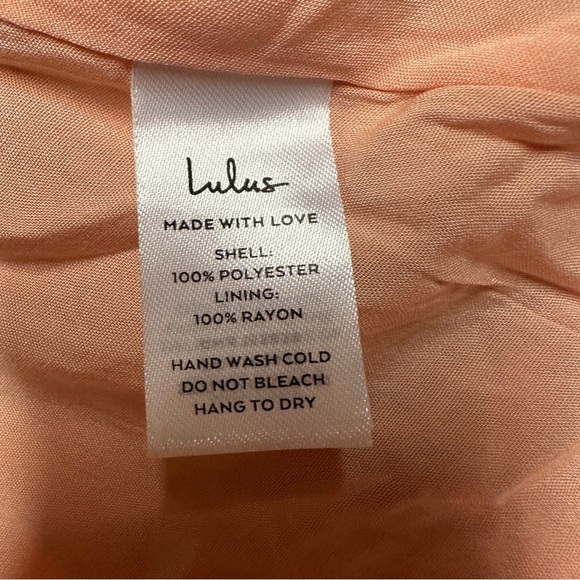 Lulus
MADE WITH LOVE
SHELL:
100% POLYESTER
LINING:
100% RAYON
HAND WASH COLD
DO NOT BLEACH
HANG TO DRY